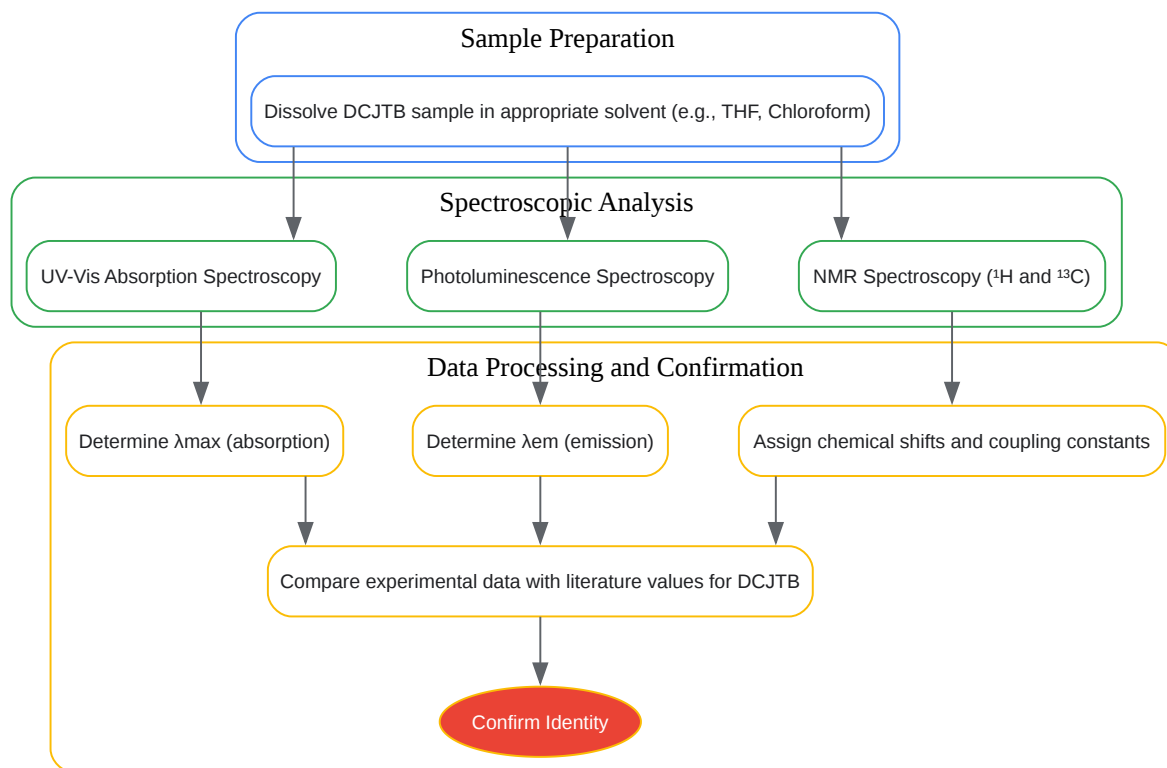 Sample Preparation
Dissolve DCJTB sample in appropriate solvent (e.g., THF, Chloroform)
Spectroscopic Analysis
UV-Vis Absorption Spectroscopy
Photoluminescence Spectroscopy
NMR Spectroscopy (¹H and ¹³C)
Data Processing and Confirmation
Determine λmax (absorption)
Determine λem (emission)
Assign chemical shifts and coupling constants
Compare experimental data with literature values for DCJTB
Confirm Identity